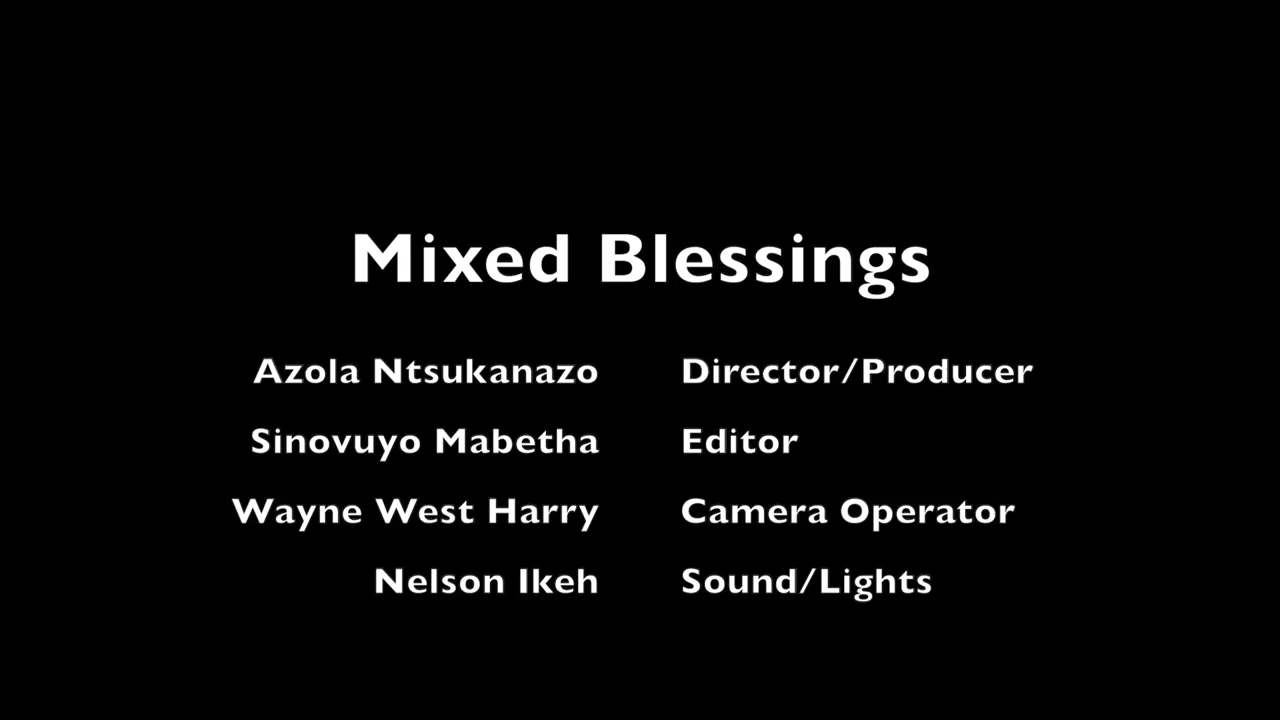 Mixed Blessings
Azola Ntsukanazo Director/Producer
Sinovuyo Mabetha Editor
Wayne West Harry Camera Operator
Nelson Ikeh Sound/Lights